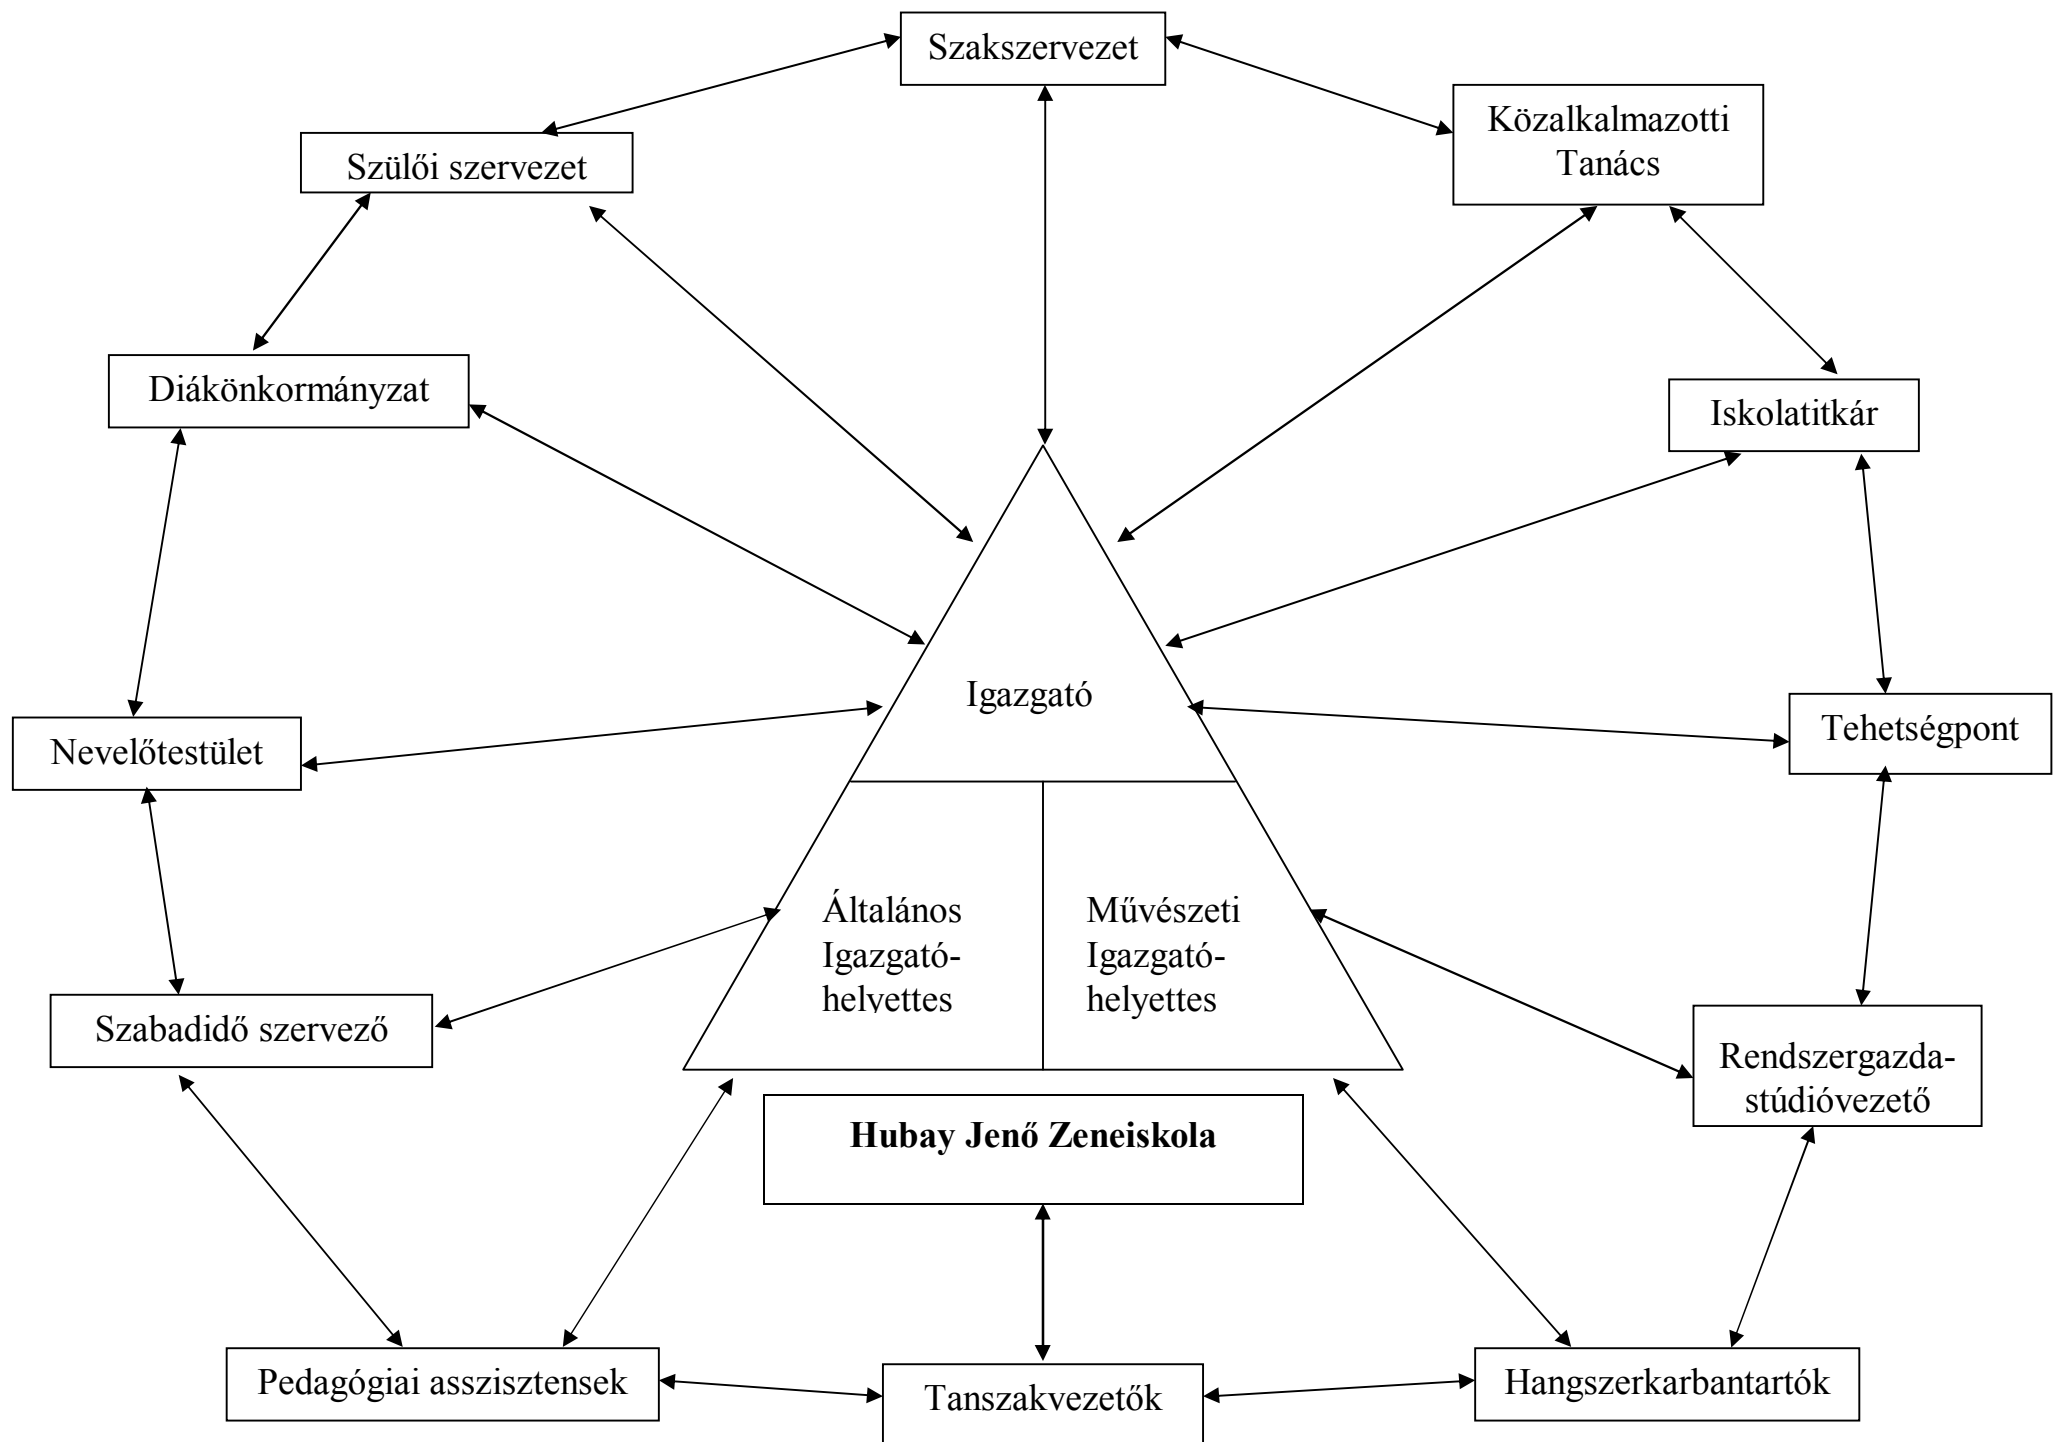 Szakszervezet
Közalkalmazotti
Tanács
Szülői szervezet
Diákönkormányzat
Iskolatitkár
Igazgató
Nevelőtestület
Tehetségpont
Általános
Igazgató-
helyettes
Művészeti
Igazgató-
helyettes
Szabadidő szervező
Rendszergazda-
stúdióvezető
Hubay Jenő Zeneiskola
Pedagógiai asszisztensek
Tanszakvezetők
Hangszerkarbantartók